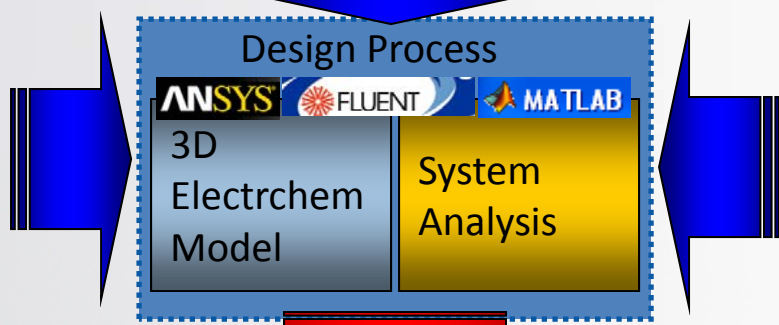 Design Process
ANSYS FLUENT MATLAB
3D
Electrchem
Model
System
Analysis